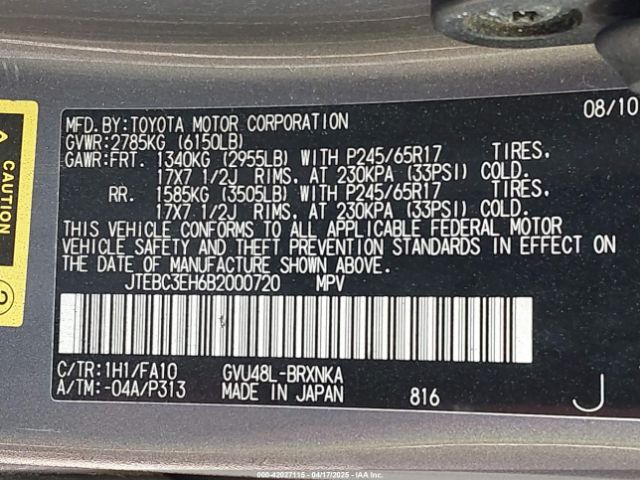 08/10
MFD.BY:TOYOTA MOTOR CORPORATION
GVWR:2785KG (6150LB)
GAWR:FRT. 1340KG (2955LB) WITH P245/65R17 TIRES.
17X7 1/2J RIMS. AT 230KPA (33PSI) COLD.
RR. 1585KG (3505LB) WITH P245/65R17 TIRES.
17X7 1/2J RIMS. AT 230KPA (33PSI) COLD.
THIS VEHICLE CONFORMS TO ALL APPLICABLE FEDERAL MOTOR
VEHICLE SAFETY AND THEFT PREVENTION STANDARDS IN EFFECT ON
THE DATE OF MANUFACTURE SHOWN ABOVE.
JTEBC3EH6B2000720 MPV
C/TR:1H1/FA10 GVU48L-BRXNKA
A/TM:-04A/P313 MADE IN JAPAN 816 J
CAUTION
2
000-42027115 - 04/17/2025 - IAA Inc.